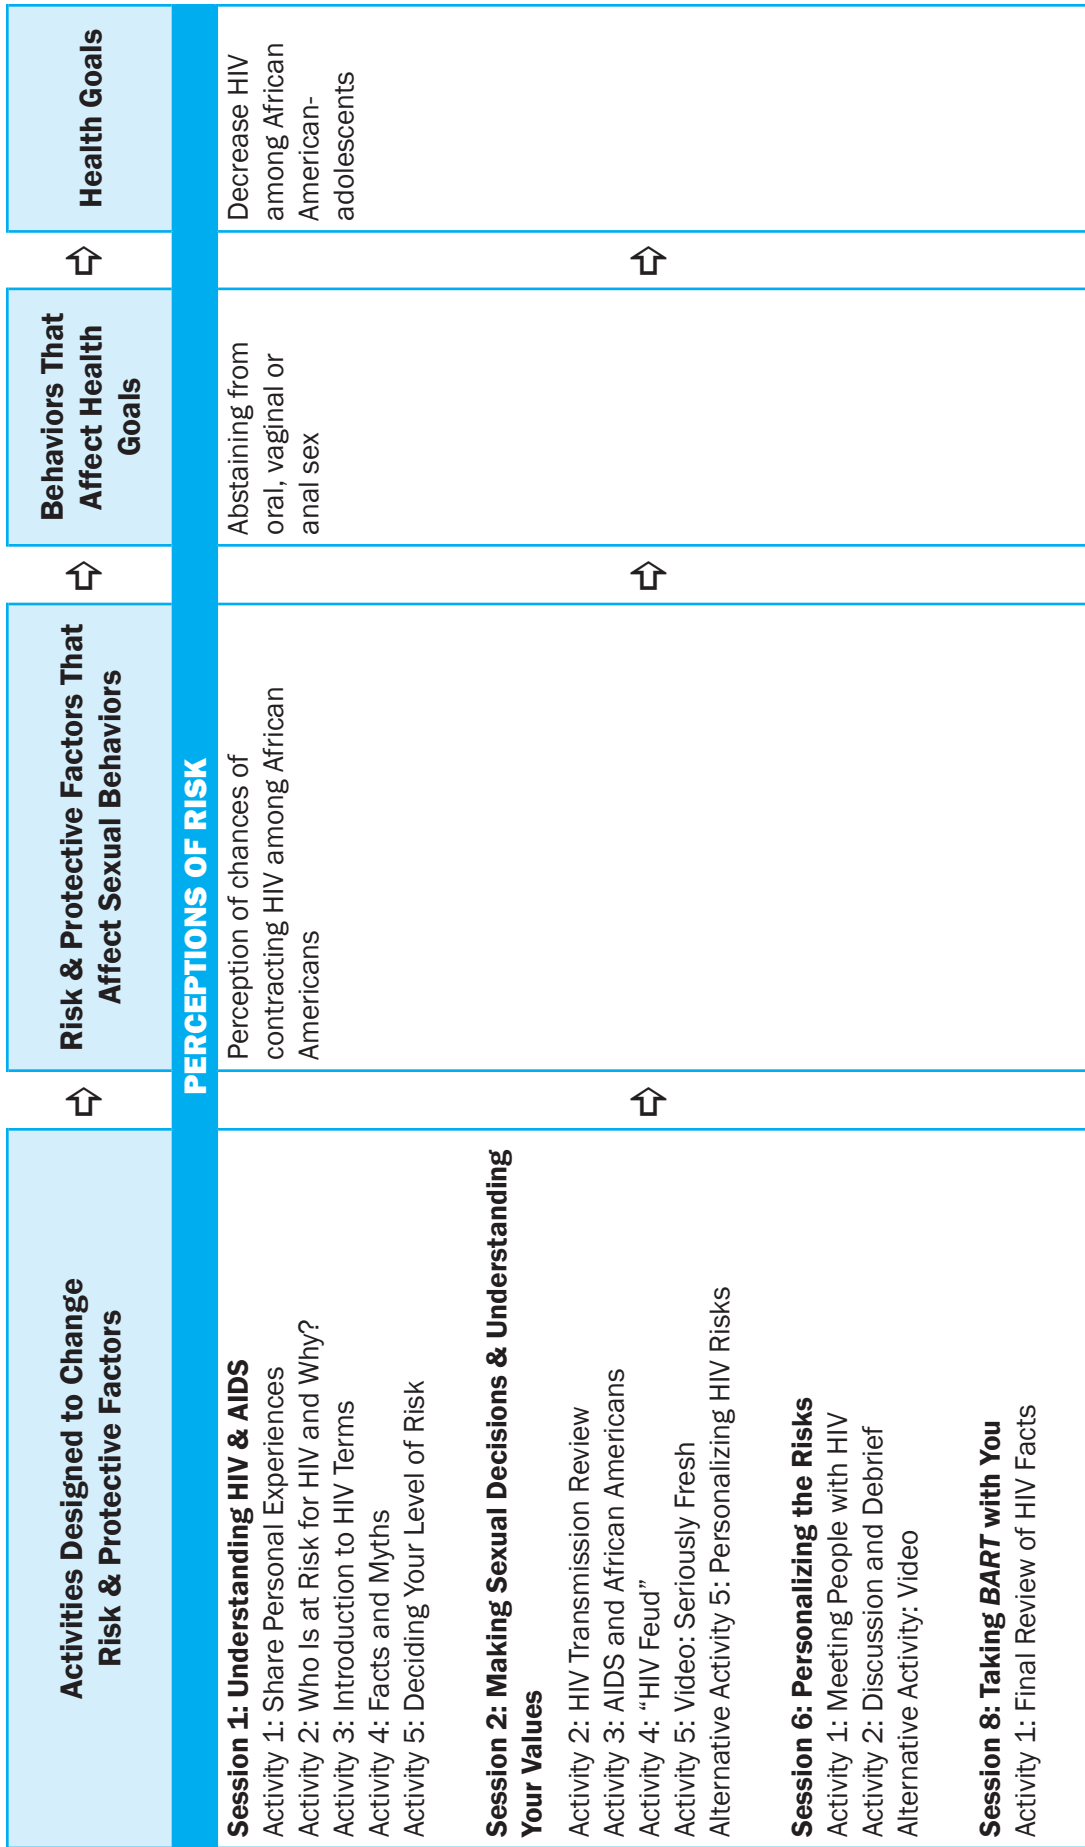 Activities Designed to Change
Risk & Protective Factors
Risk & Protective Factors That
Affect Sexual Behaviors
Behaviors That
Affect Health
Goals
Health Goals
PERCEPTIONS OF RISK
Session 1: Understanding HIV & AIDS
Activity 1: Share Personal Experiences
Activity 2: Who Is at Risk for HIV and Why?
Activity 3: Introduction to HIV Terms
Activity 4: Facts and Myths
Activity 5: Deciding Your Level of Risk
Session 2: Making Sexual Decisions & Understanding
Your Values
Activity 2: HIV Transmission Review
Activity 3: AIDS and African Americans
Activity 4: “HIV Feud”
Activity 5: Video: Seriously Fresh
Alternative Activity 5: Personalizing HIV Risks
Session 6: Personalizing the Risks
Activity 1: Meeting People with HIV
Activity 2: Discussion and Debrief
Alternative Activity: Video
Session 8: Taking BART with You
Activity 1: Final Review of HIV Facts
Perception of chances of
contracting HIV among African
Americans
Abstaining from
oral, vaginal or
anal sex
Decrease HIV
among African
American-
adolescents